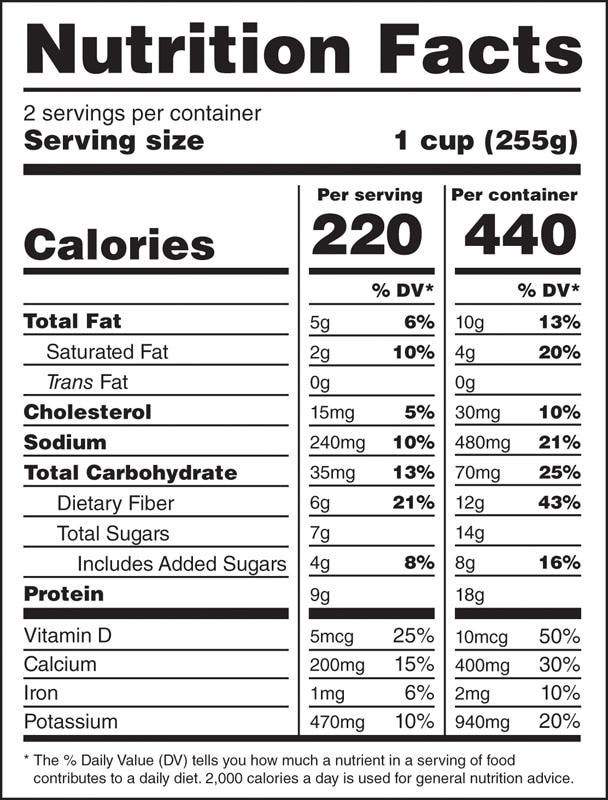 Nutrition Facts
2 servings per container
Serving size 1 cup (255g)
Per serving Per container
Calories 220 440
% DV* % DV*
Total Fat 5g 6% 10g 13%
Saturated Fat 2g 10% 4g 20%
Trans Fat 0g 0g
Cholesterol 15mg 5% 30mg 10%
Sodium 240mg 10% 480mg 21%
Total Carbohydrate 35mg 13% 70mg 25%
Dietary Fiber 6g 21% 12g 43%
Total Sugars 7g 14g
Includes Added Sugars 4g 8% 8g 16%
Protein 9g 18g
Vitamin D 5mcg 25% 10mcg 50%
Calcium 200mg 15% 400mg 30%
Iron 1mg 6% 2mg 10%
Potassium 470mg 10% 940mg 20%
* The % Daily Value (DV) tells you how much a nutrient in a serving of food
contributes to a daily diet. 2,000 calories a day is used for general nutrition advice.